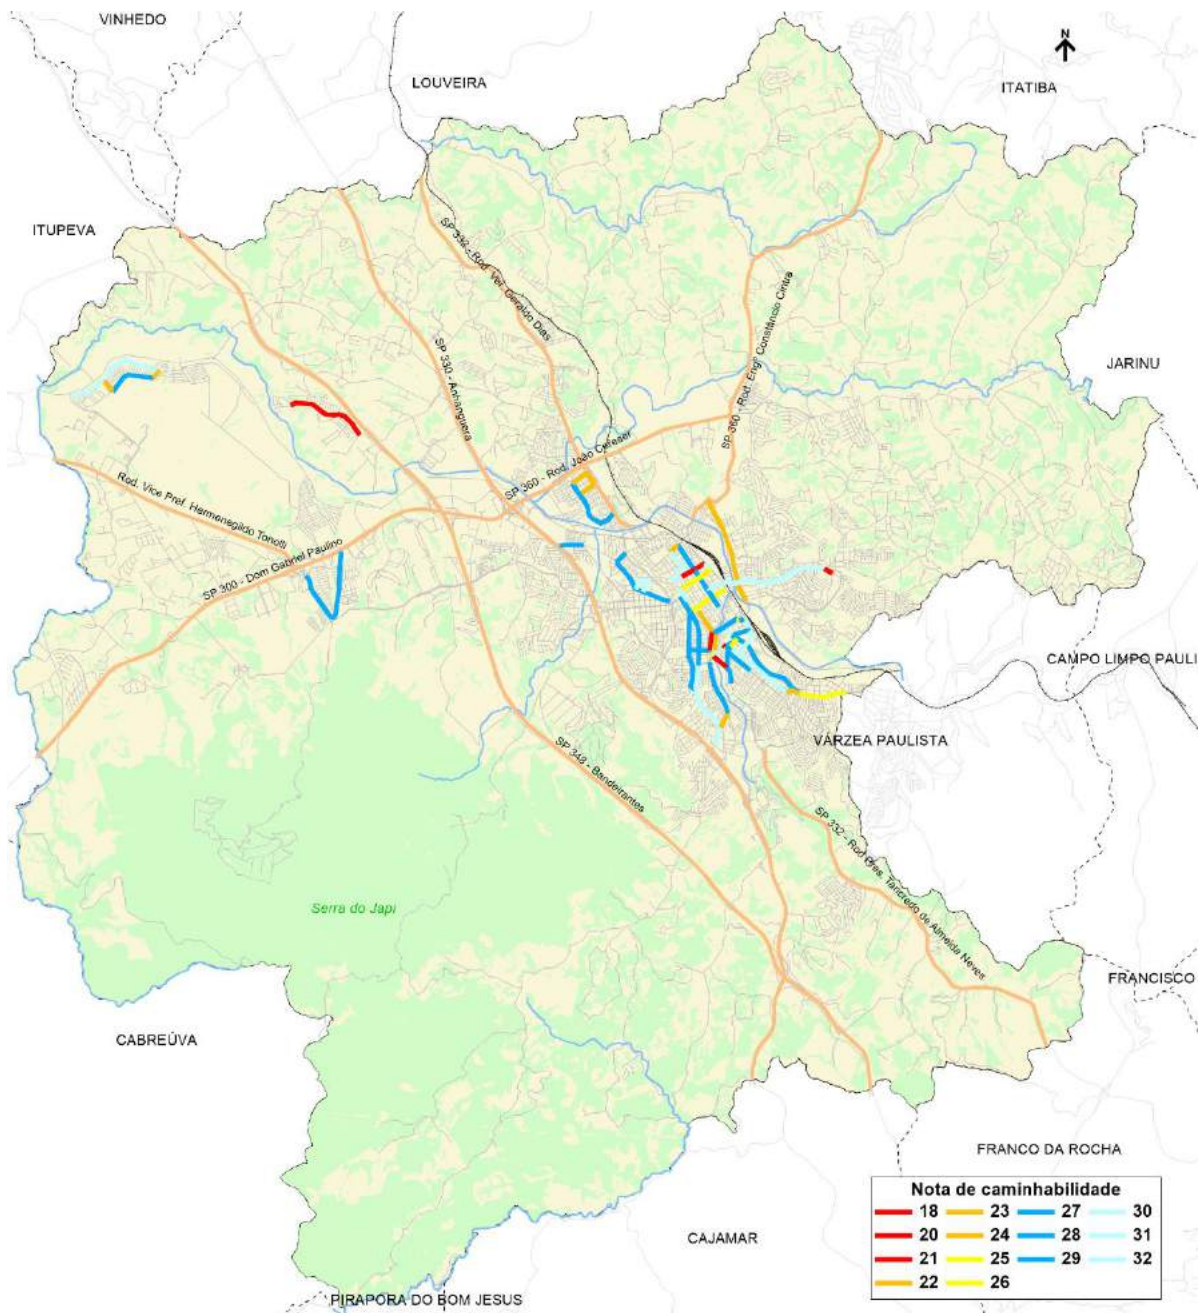 VINHEDO
N
LOUVEIRA
ITATIBA
ITUPEVA
SP 332 - Rod. Ver. Geraldo Dias
SP 360 - Rod. Engº Constâncio Cintra
SP 330 - Anhanguera
JARINU
SP 360 - Rod. João Cereser
Rod. Vice Pref. Hermenegildo Tonolli
SP 300 - Dom Gabriel Paulino
CAMPO LIMPO PAULI
VÁRZEA PAULISTA
SP 348 - Bandeirantes
SP 332 - Rod Pres. Tancredo de Almeida Neves
Serra do Japi
FRANCISCO
CABREÚVA
FRANCO DA ROCHA
CAJAMAR
PIRAPORA DO BOM JESUS
Nota de caminhabilidade
18 23 27 30
20 24 28 31
21 25 29 32
22 26